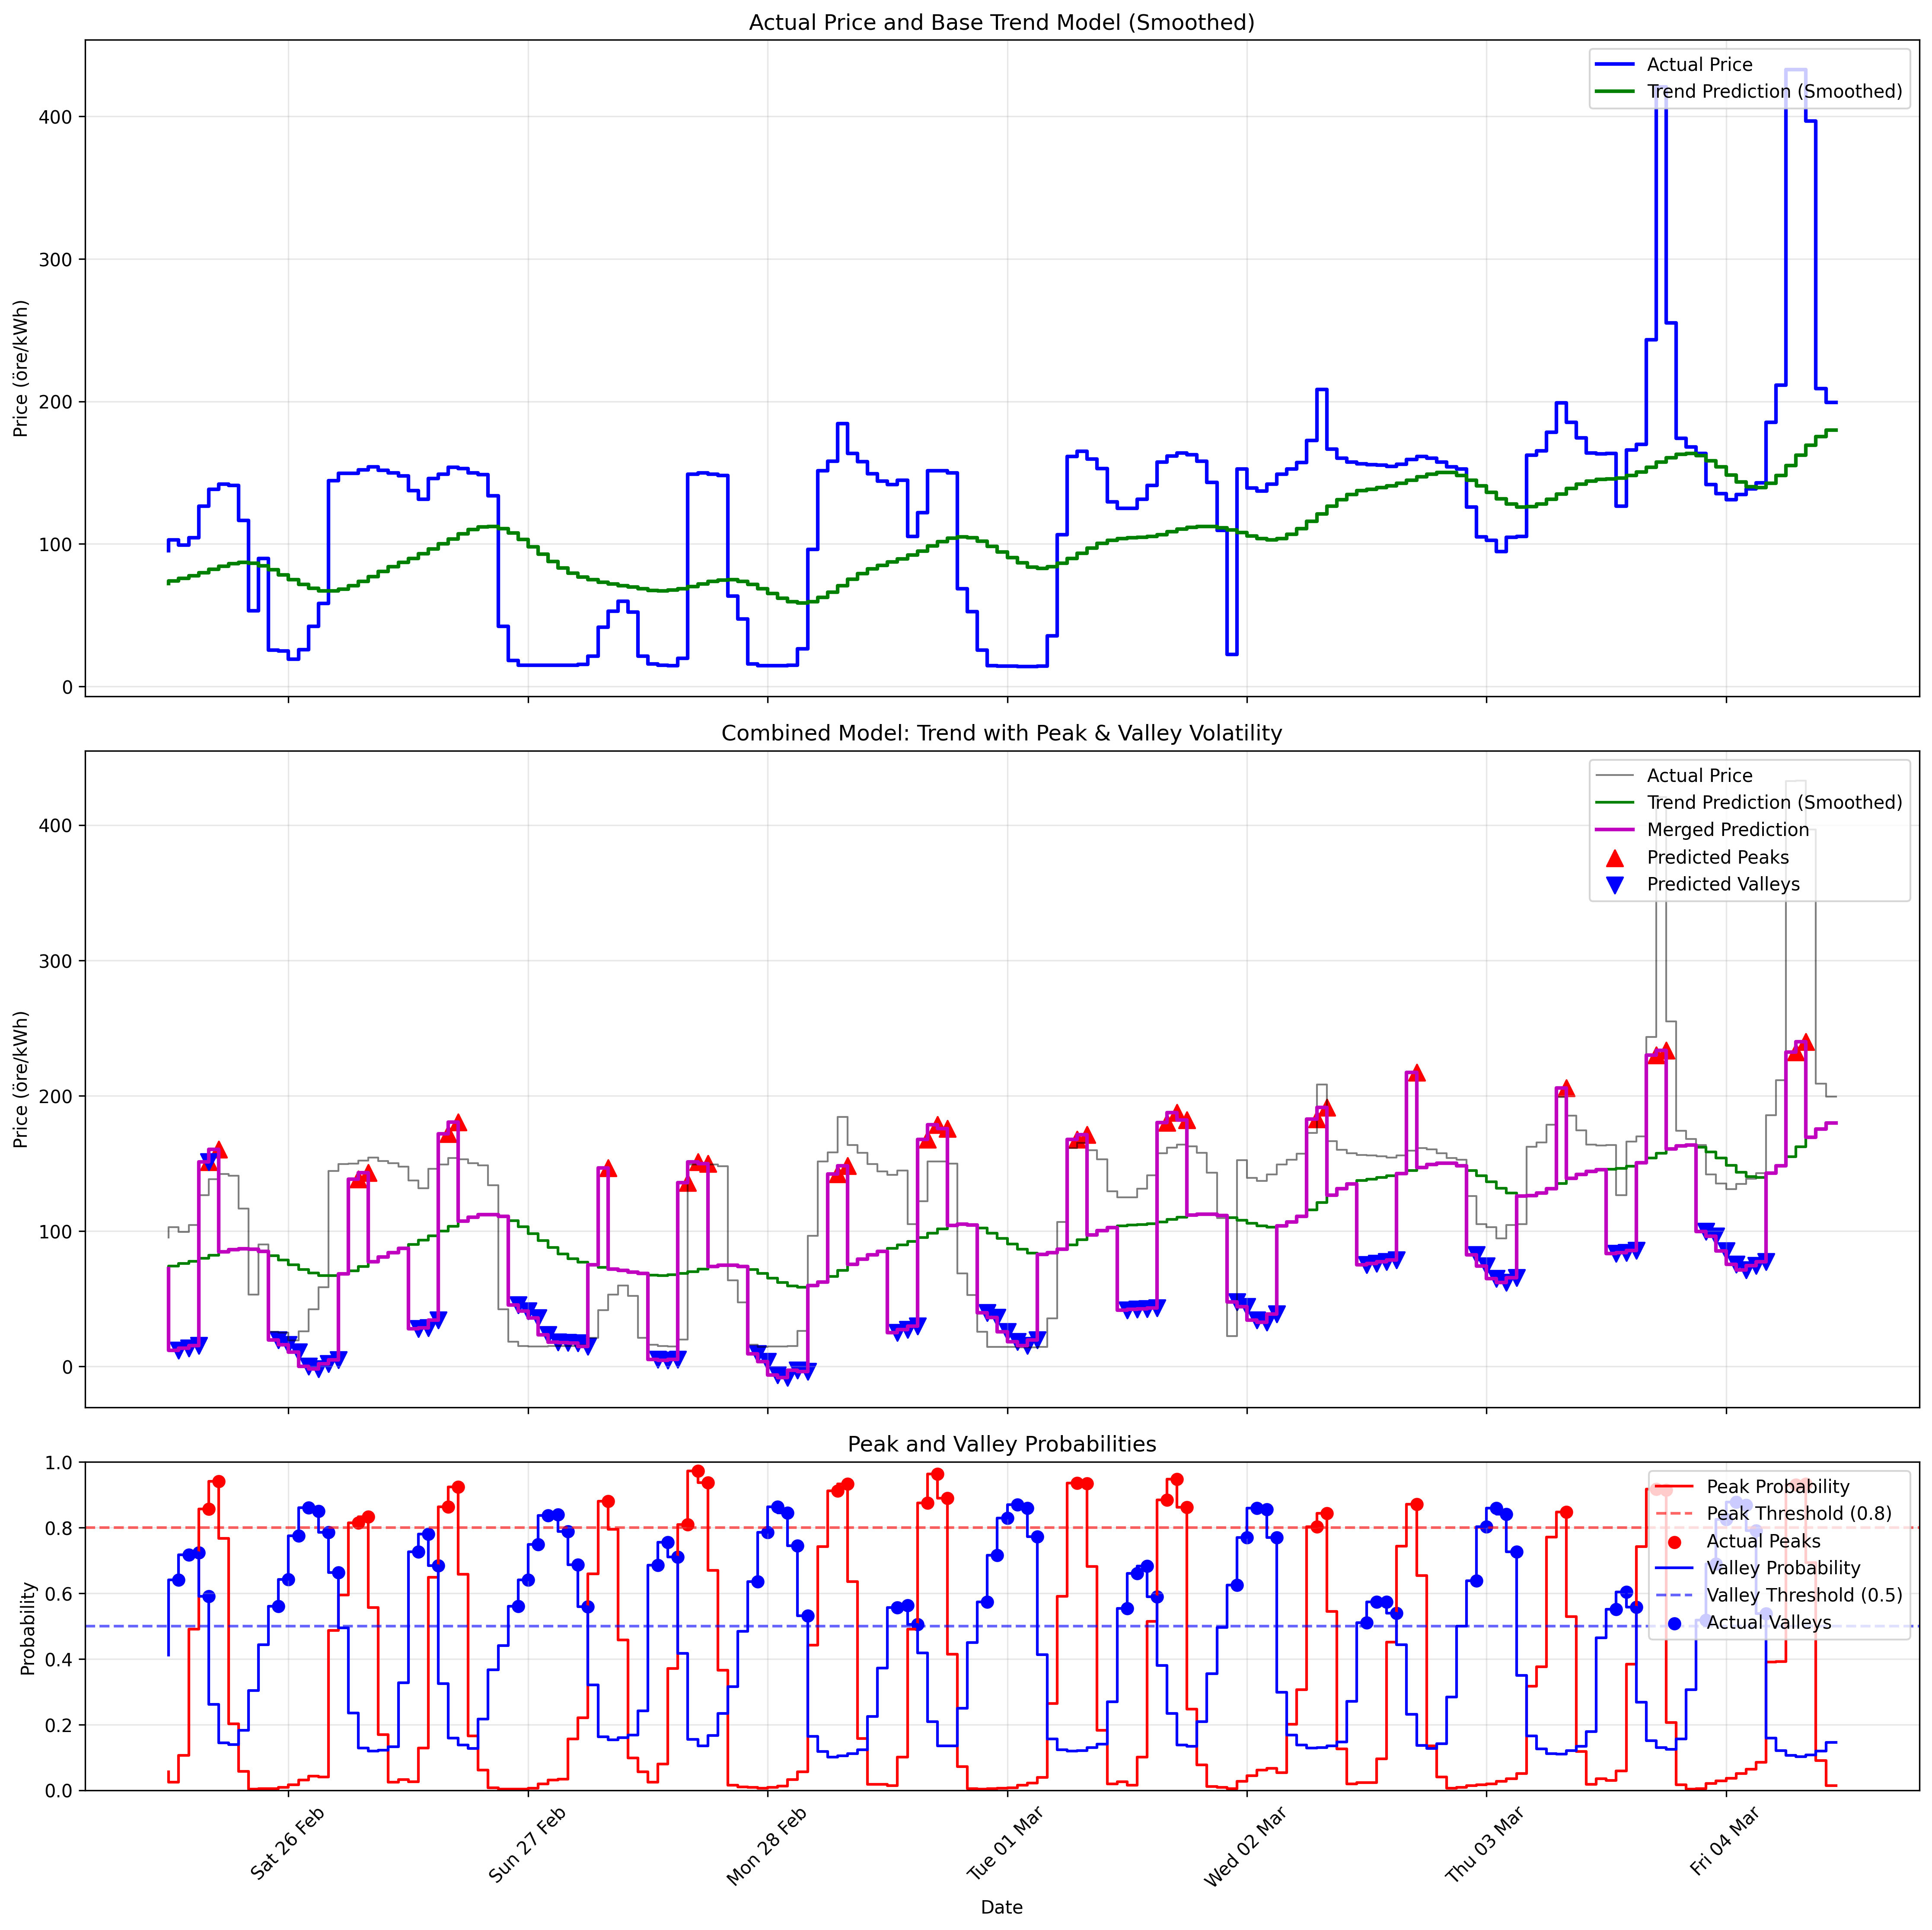 Actual Price and Base Trend Model (Smoothed)
Price (öre/kWh)
400
300
200
100
0
Actual Price
Trend Prediction (Smoothed)
Combined Model: Trend with Peak & Valley Volatility
Price (öre/kWh)
400
300
200
100
0
Actual Price
Trend Prediction (Smoothed)
Merged Prediction
Predicted Peaks
Predicted Valleys
Peak and Valley Probabilities
Probability
1.0
0.8
0.6
0.4
0.2
0.0
Peak Probability
Peak Threshold (0.8)
Actual Peaks
Valley Probability
Valley Threshold (0.5)
Actual Valleys
Sat 26 Feb
Sun 27 Feb
Mon 28 Feb
Tue 01 Mar
Wed 02 Mar
Thu 03 Mar
Fri 04 Mar
Date